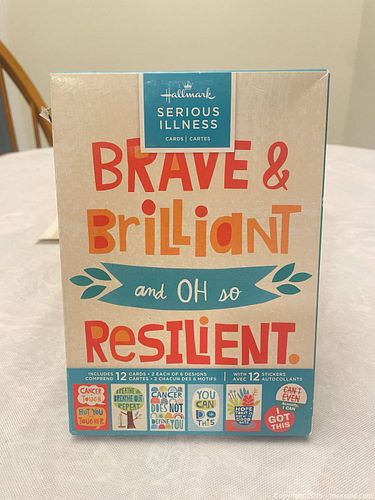 Hallmark
SERIOUS
ILLNESS
CARDS | CARTES
BRAVE &
BRiLLiANT
and OH so
ReSiLiENT.
INCLUDES 12 CARDS • 2 EACH OF 6 DESIGNS
COMPREND 12 CARTES • 2 CHACUN DES 6 MOTIFS
WITH 12 STICKERS
AVEC 12 AUTOCOLLANTS
CANCER
TOUGH
BUT YOU
TOUGHER
BREATHE IN
BREATHE OUT
REPEAT
CANCER
DOES NOT
DEFINE YOU
YOU
CAN
DO
THIS
HOPE
CAN'T
EVEN
I CAN
I
GOT
THIS